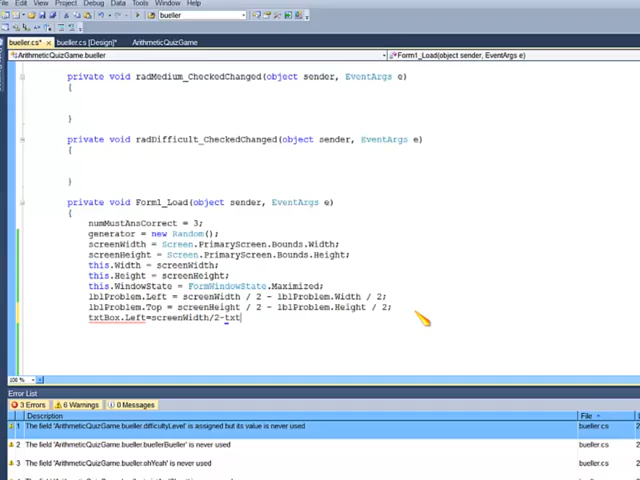 File Edit View Project Build Debug Data Tools Window Help
bueller
bueller.cs* × bueller.cs [Design]* ArithmeticQuizGame
ArithmeticQuizGame.bueller Form1_Load(object sender, EventArgs e)
private void radMedium_CheckedChanged(object sender, EventArgs e)
{
}
private void radDifficult_CheckedChanged(object sender, EventArgs e)
{
}
private void Form1_Load(object sender, EventArgs e)
{
numMustAnsCorrect = 3;
generator = new Random();
screenWidth = Screen.PrimaryScreen.Bounds.Width;
screenHeight = Screen.PrimaryScreen.Bounds.Height;
this.Width = screenWidth;
this.Height = screenHeight;
this.WindowState = FormWindowState.Maximized;
lblProblem.Left = screenWidth / 2 - lblProblem.Width / 2;
lblProblem.Top = screenHeight / 2 - lblProblem.Height / 2;
txtBox.Left=screenWidth/2-txt
100 %
Error List
3 Errors 6 Warnings 0 Messages
Description File
1 The field 'ArithmeticQuizGame.bueller.difficultyLevel' is assigned but its value is never used bueller.cs 2
2 The field 'ArithmeticQuizGame.bueller.buellerBueller' is never used bueller.cs 2
3 The field 'ArithmeticQuizGame.bueller.ohYeah' is never used bueller.cs 2